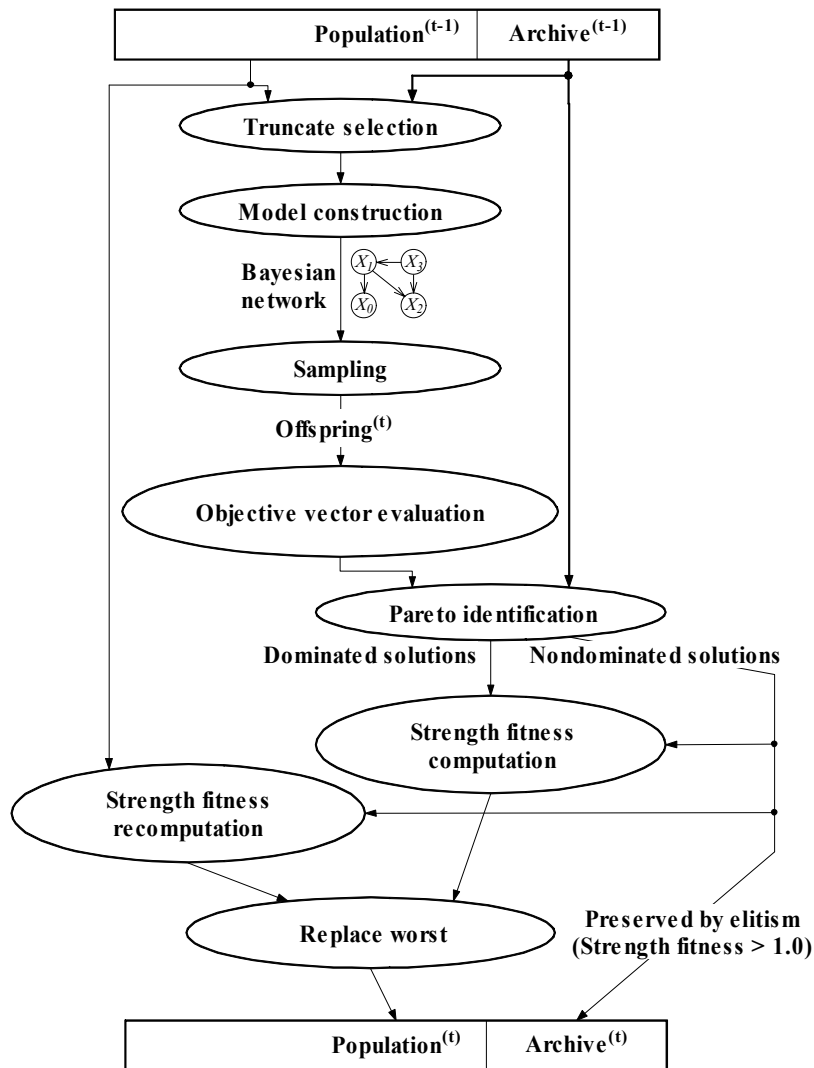 Population(t-1) Archive(t-1)
Truncate selection
Model construction
Bayesian
network
X1 X3
X0 X2
Sampling
Offspring(t)
Objective vector evaluation
Pareto identification
Dominated solutions Nondominated solutions
Strength fitness
computation
Strength fitness
recomputation
Replace worst
Preserved by elitism
(Strength fitness > 1.0)
Population(t) Archive(t)